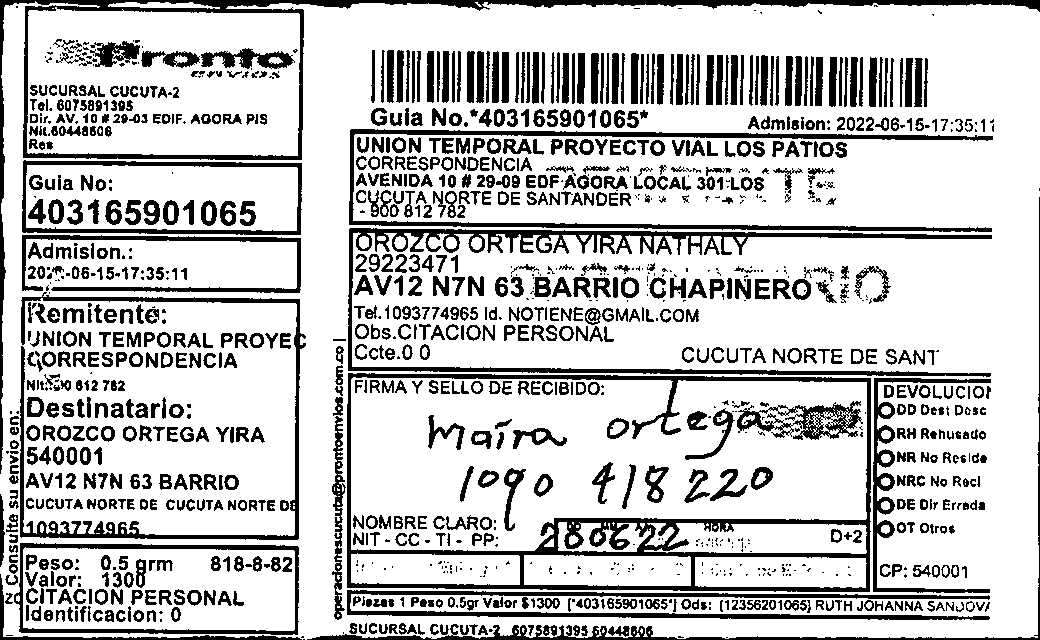 Pronto
envios
SUCURSAL CUCUTA-2
Tel. 6075891395
Dir. AV. 10 # 29-03 EDIF. AGORA PIS
Nit.60448606
Res
Guia No:
403165901065
Admision.:
-06-15-17:35:11
Remitente:
UNION TEMPORAL PROYEC
CORRESPONDENCIA
612 782
Destinatario:
OROZCO ORTEGA YIRA
540001
AV12 N7N 63 BARRIO
CUCUTA NORTE DE CUCUTA NORTE DE
1093774965
Peso: 0.5 grm 818-8-82
Valor: 1300
CITACION PERSONAL
Identificacion: 0
Consulte su envio en:
operacionescucuta@prontoenvios.com.co |
Guia No.*403165901065*
Admision: 2022-06-15-17:35:11
UNION TEMPORAL PROYECTO VIAL LOS PATIOS
CORRESPONDENCIA
AVENIDA 10 # 29-09 EDF AGORA LOCAL 301 LOS
CUCUTA NORTE DE SANTANDER
- 900 812 782
OROZCO ORTEGA YIRA NATHALY
29223471
AV12 N7N 63 BARRIO CHAPINERO
Tel.1093774965 Id. NOTIENE@GMAIL.COM
Obs.CITACION PERSONAL
Ccte.0 0
CUCUTA NORTE DE SANT
FIRMA Y SELLO DE RECIBIDO:
maira ortega
1090 418 220
NOMBRE CLARO:
NIT - CC - TI - PP:
280622
HORA
D+2
DEVOLUCION
DD Dest Desc
RH Rehusado
NR No Reside
NRC No Recl
DE Dir Errada
OT Otros
CP: 540001
Piezas 1 Peso 0.5gr Valor $1300 [*403165901065*] Ods: [12356201065] RUTH JOHANNA SANDOVA
SUCURSAL CUCUTA-2 6075891395 60448606